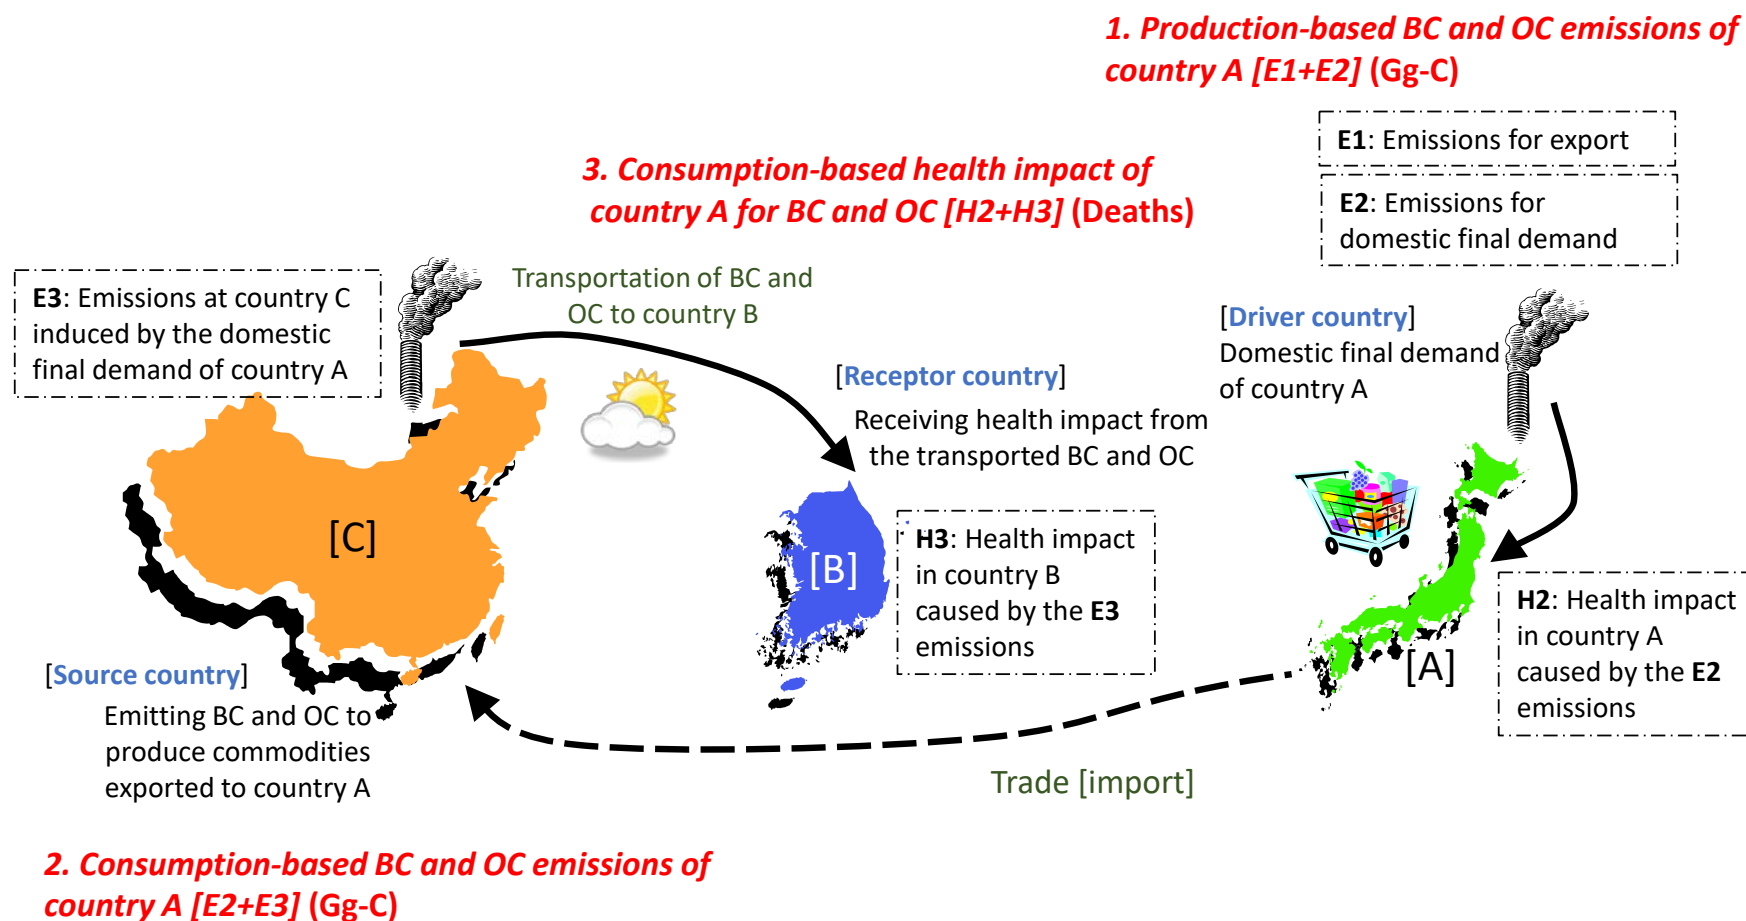 1. Production-based BC and OC emissions of
country A [E1+E2] (Gg-C)
E1: Emissions for export
E2: Emissions for
domestic final demand
3. Consumption-based health impact of
country A for BC and OC [H2+H3] (Deaths)
E3: Emissions at country C
induced by the domestic
final demand of country A
Transportation of BC and
OC to country B
[Driver country]
Domestic final demand
of country A
[Receptor country]
Receiving health impact from
the transported BC and OC
[C]
[B]
H3: Health impact
in country B
caused by the E3
emissions
[A]
H2: Health impact
in country A
caused by the E2
emissions
[Source country]
Emitting BC and OC to
produce commodities
exported to country A
Trade [import]
2. Consumption-based BC and OC emissions of
country A [E2+E3] (Gg-C)